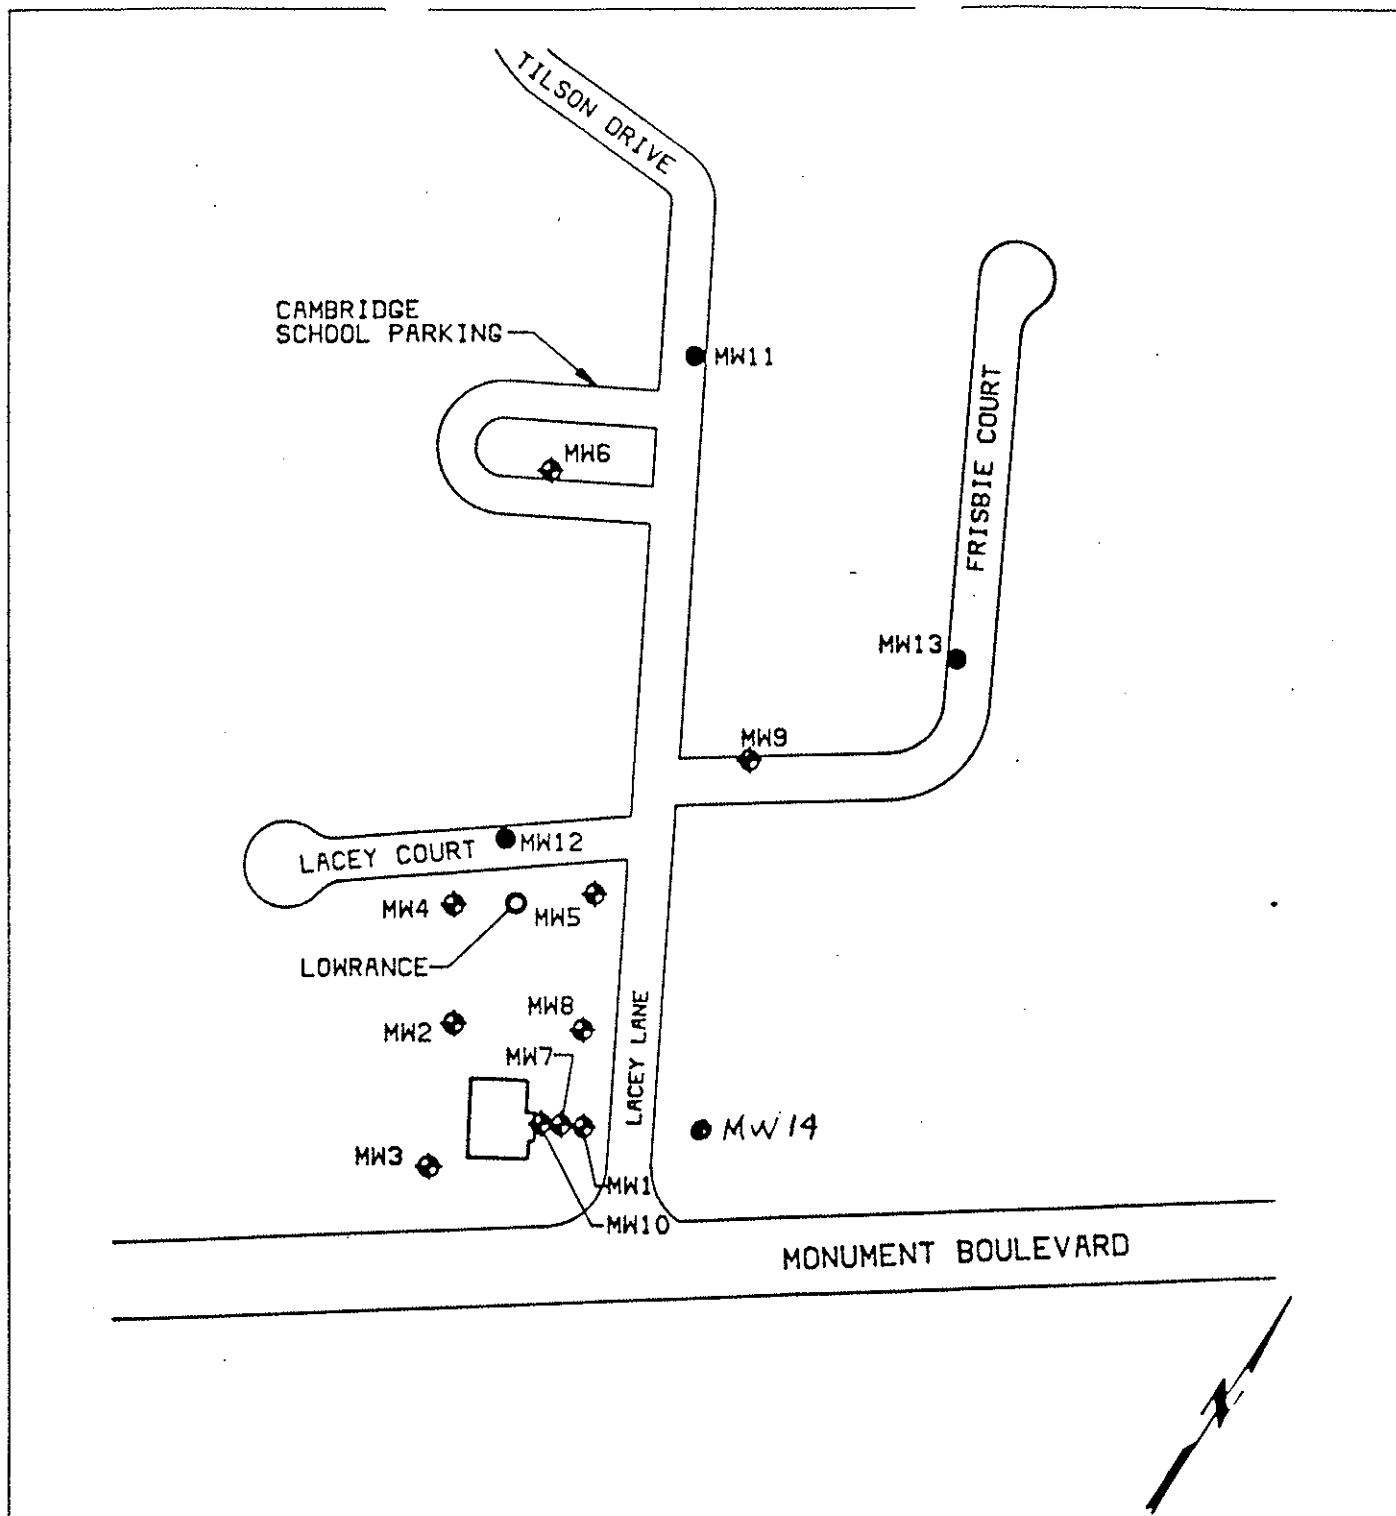 TILSON DRIVE
CAMBRIDGE
SCHOOL PARKING
MW11
MW6
FRISBIE COURT
MW13
MW9
MW12
LACEY COURT
MW4
MW5
LOWRANCE
MW8
MW2
LACEY LANE
MW7
MW14
MW3
MW1
MW10
MONUMENT BOULEVARD
N